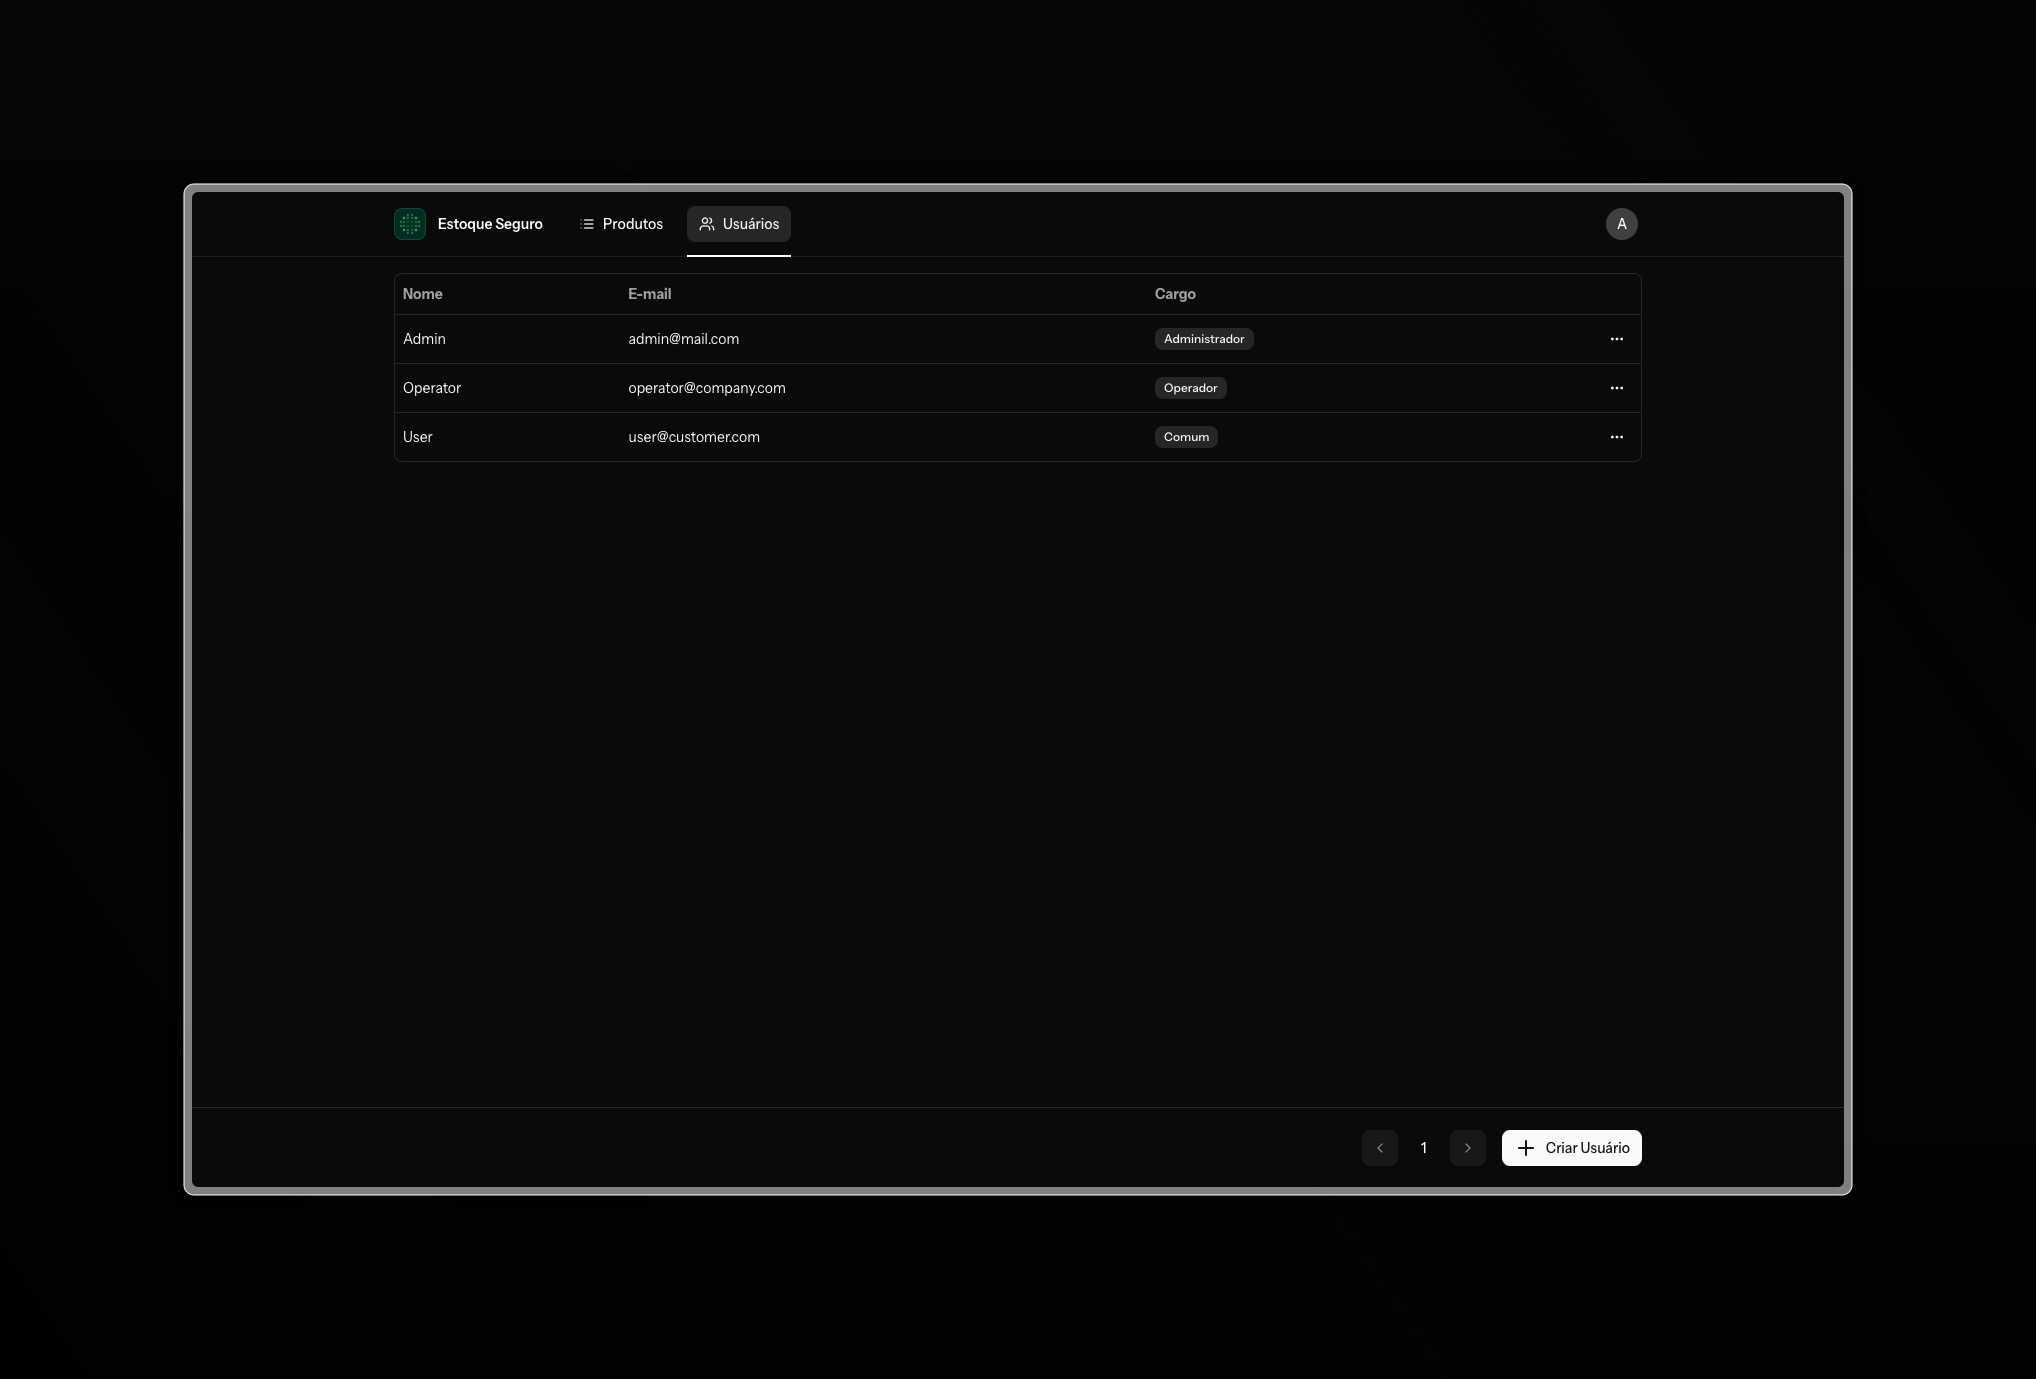 Estoque Seguro Produtos Usuários A
Nome E-mail Cargo
Admin admin@mail.com Administrador
Operator operator@company.com Operador
User user@customer.com Comum
1 Criar Usuário